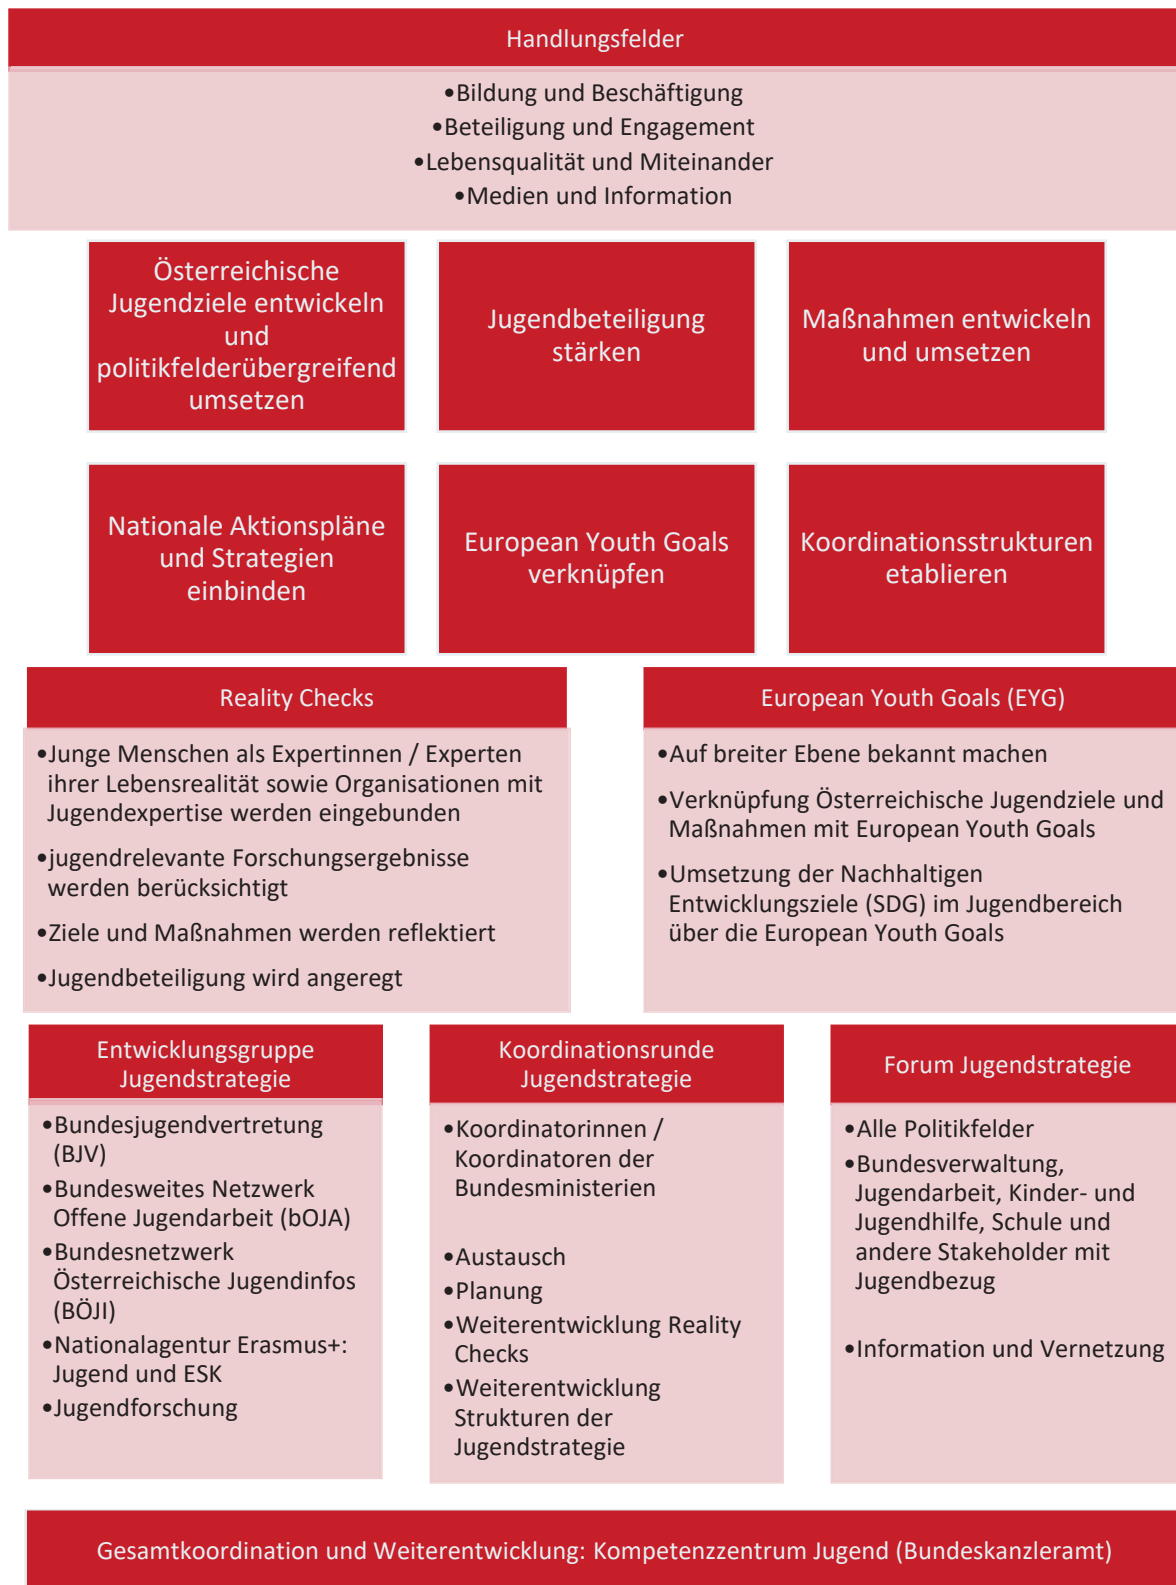 Handlungsfelder
•Bildung und Beschäftigung
•Beteiligung und Engagement
•Lebensqualität und Miteinander
•Medien und Information
Österreichische
Jugendziele entwickeln
und
politikfelderübergreifend
umsetzen
Jugendbeteiligung
stärken
Maßnahmen entwickeln
und umsetzen
Nationale Aktionspläne
und Strategien
einbinden
European Youth Goals
verknüpfen
Koordinationsstrukturen
etablieren
Reality Checks
•Junge Menschen als Expertinnen / Experten
ihrer Lebensrealität sowie Organisationen mit
Jugendexpertise werden eingebunden
•jugendrelevante Forschungsergebnisse
werden berücksichtigt
•Ziele und Maßnahmen werden reflektiert
•Jugendbeteiligung wird angeregt
European Youth Goals (EYG)
•Auf breiter Ebene bekannt machen
•Verknüpfung Österreichische Jugendziele und
Maßnahmen mit European Youth Goals
•Umsetzung der Nachhaltigen
Entwicklungsziele (SDG) im Jugendbereich
über die European Youth Goals
Entwicklungsgruppe
Jugendstrategie
•Bundesjugendvertretung
(BJV)
•Bundesweites Netzwerk
Offene Jugendarbeit (bOJA)
•Bundesnetzwerk
Österreichische Jugendinfos
(BÖJI)
•Nationalagentur Erasmus+:
Jugend und ESK
•Jugendforschung
Koordinationsrunde
Jugendstrategie
•Koordinatorinnen /
Koordinatoren der
Bundesministerien
•Austausch
•Planung
•Weiterentwicklung Reality
Checks
•Weiterentwicklung
Strukturen der
Jugendstrategie
Forum Jugendstrategie
•Alle Politikfelder
•Bundesverwaltung,
Jugendarbeit, Kinder- und
Jugendhilfe, Schule und
andere Stakeholder mit
Jugendbezug
•Information und Vernetzung
Gesamtkoordination und Weiterentwicklung: Kompetenzzentrum Jugend (Bundeskanzleramt)